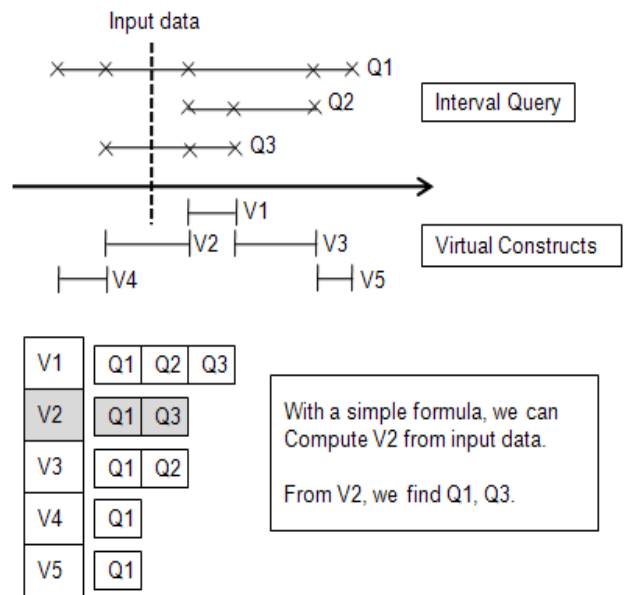 Input data
Q1
Q2
Interval Query
Q3
V1
V2
V3
Virtual Constructs
V4
V5
V1 Q1 Q2 Q3
V2 Q1 Q3
V3 Q1 Q2
V4 Q1
V5 Q1
With a simple formula, we can
Compute V2 from input data.
From V2, we find Q1, Q3.